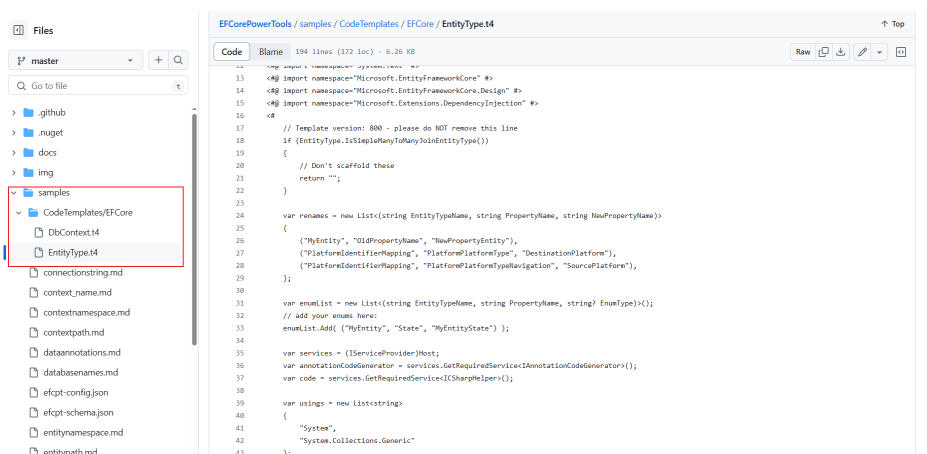 Files
master
Go to file
t
.github
.nuget
docs
img
samples
CodeTemplates/EFCore
DbContext.t4
EntityType.t4
connectionstring.md
context_name.md
contextnamespace.md
contextpath.md
dataannotations.md
databasenames.md
efcpt-config.json
efcpt-schema.json
entitynamespace.md
entitypath.md
EFCorePowerTools / samples / CodeTemplates / EFCore / EntityType.t4
Top
Code Blame 194 lines (172 loc) · 6.26 KB
Raw
12 <#@ import namespace="System.Text" #>
13 <#@ import namespace="Microsoft.EntityFrameworkCore" #>
14 <#@ import namespace="Microsoft.EntityFrameworkCore.Design" #>
15 <#@ import namespace="Microsoft.Extensions.DependencyInjection" #>
16 <#
17 // Template version: 800 - please do NOT remove this line
18 if (EntityType.IsSimpleManyToManyJoinEntityType())
19 {
20 // Don't scaffold these
21 return "";
22 }
23
24 var renames = new List<(string EntityTypeName, string PropertyName, string NewPropertyName)>
25 {
26 ("MyEntity", "OldPropertyName", "NewPropertyEntity"),
27 ("PlatformIdentifierMapping", "PlatformPlatformType", "DestinationPlatform"),
28 ("PlatformIdentifierMapping", "PlatformPlatformTypeNavigation", "SourcePlatform"),
29 };
30
31 var enumList = new List<(string EntityTypeName, string PropertyName, string? EnumType)>();
32 // add your enums here:
33 enumList.Add( ("MyEntity", "State", "MyEntityState") );
34
35 var services = (IServiceProvider)Host;
36 var annotationCodeGenerator = services.GetRequiredService<IAnnotationCodeGenerator>();
37 var code = services.GetRequiredService<ICSharpHelper>();
38
39 var usings = new List<string>
40 {
41 "System",
42 "System.Collections.Generic"
43 };